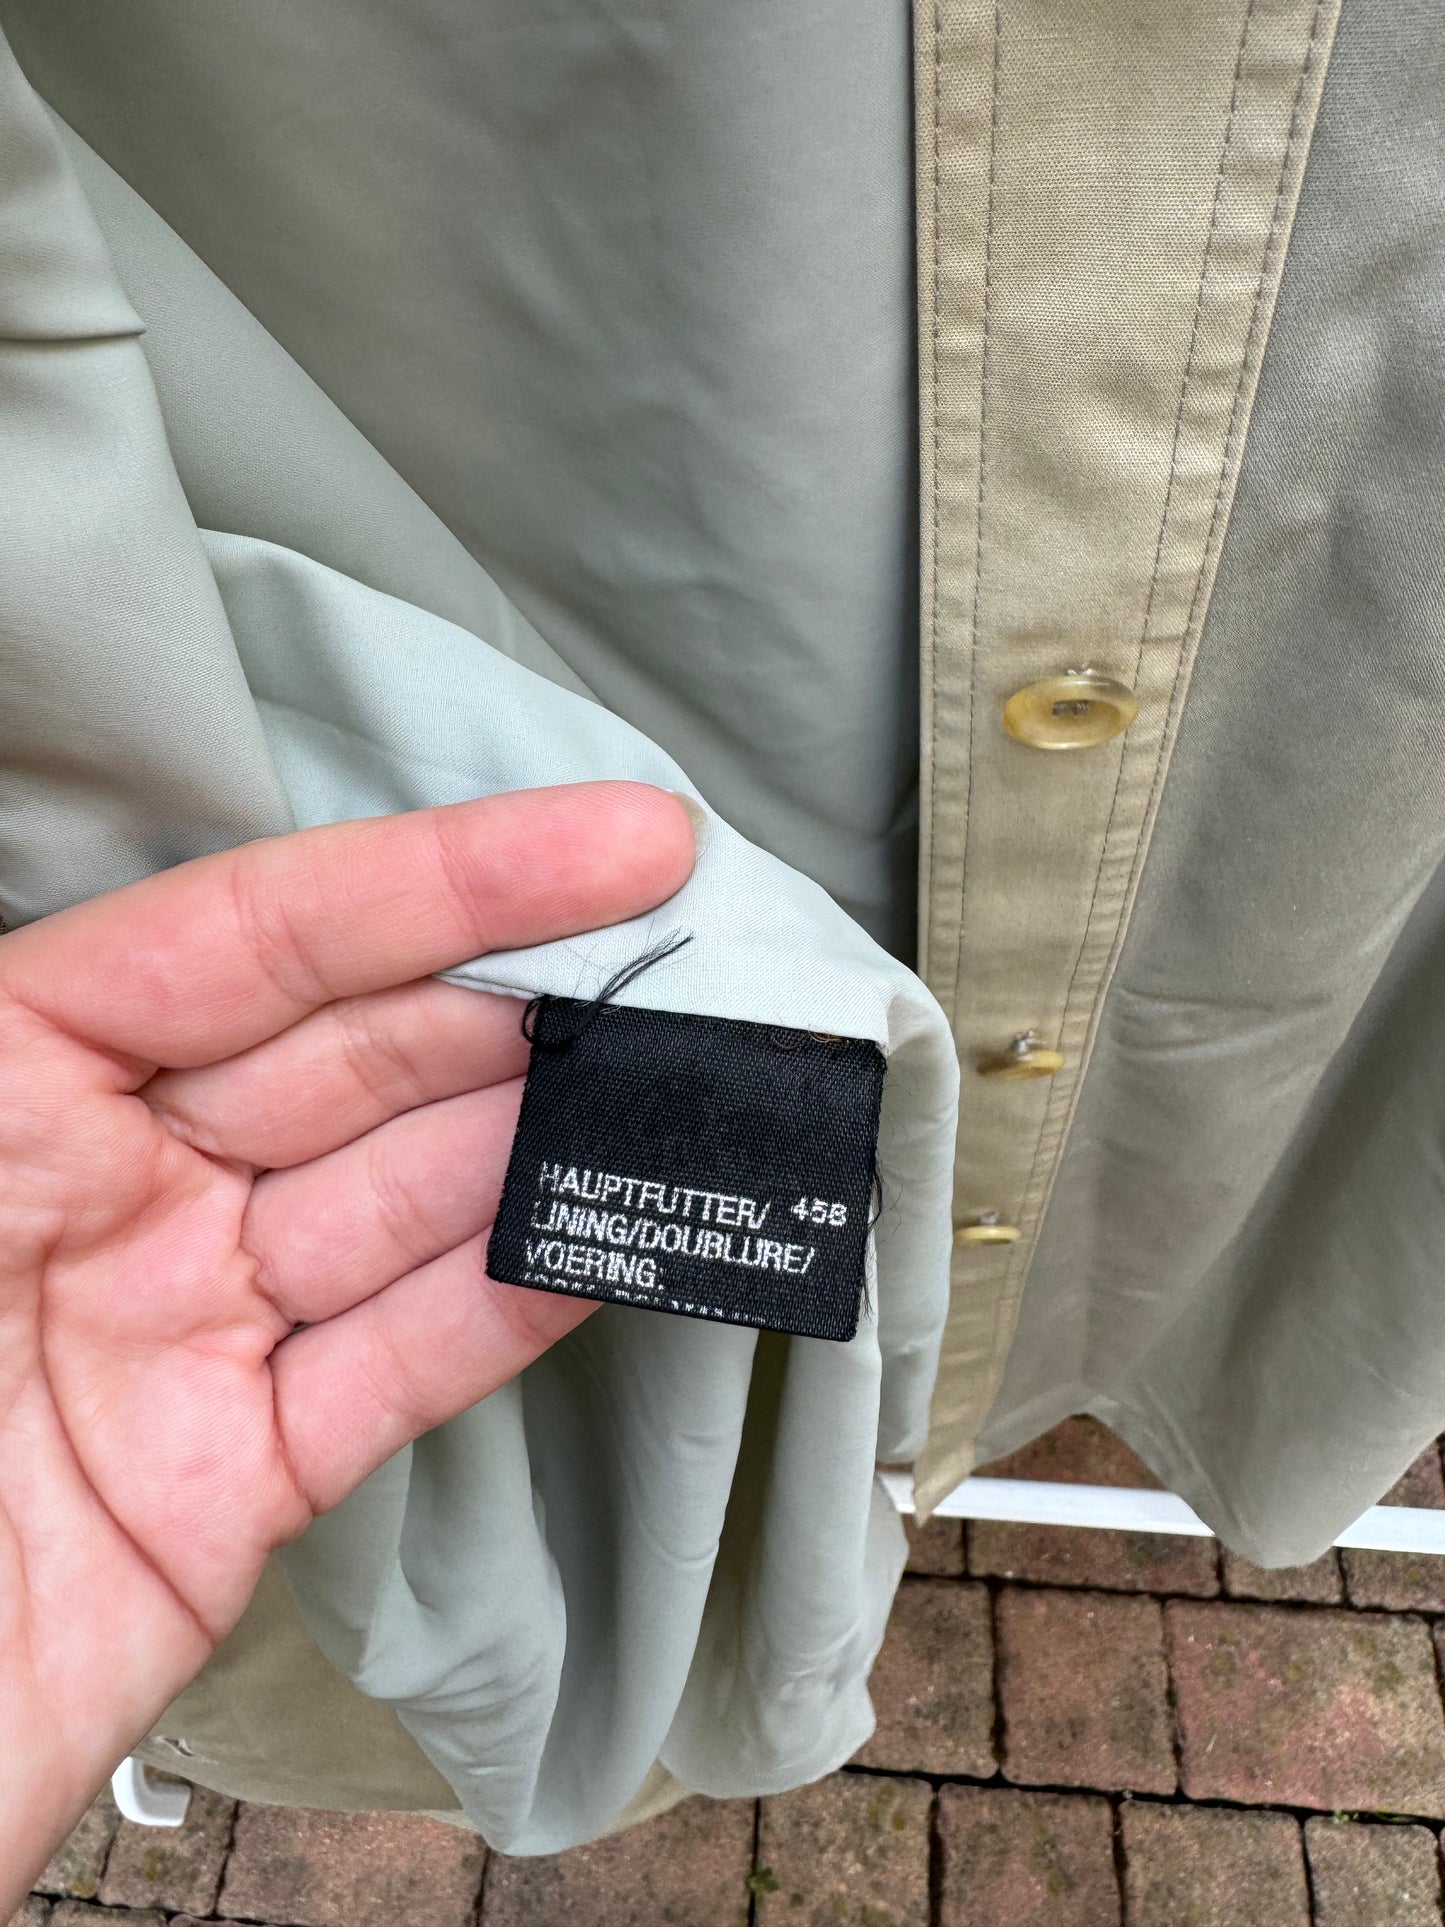 HAUPTFUTTER/ 458
LINING/DOUBLURE/
VOERING.